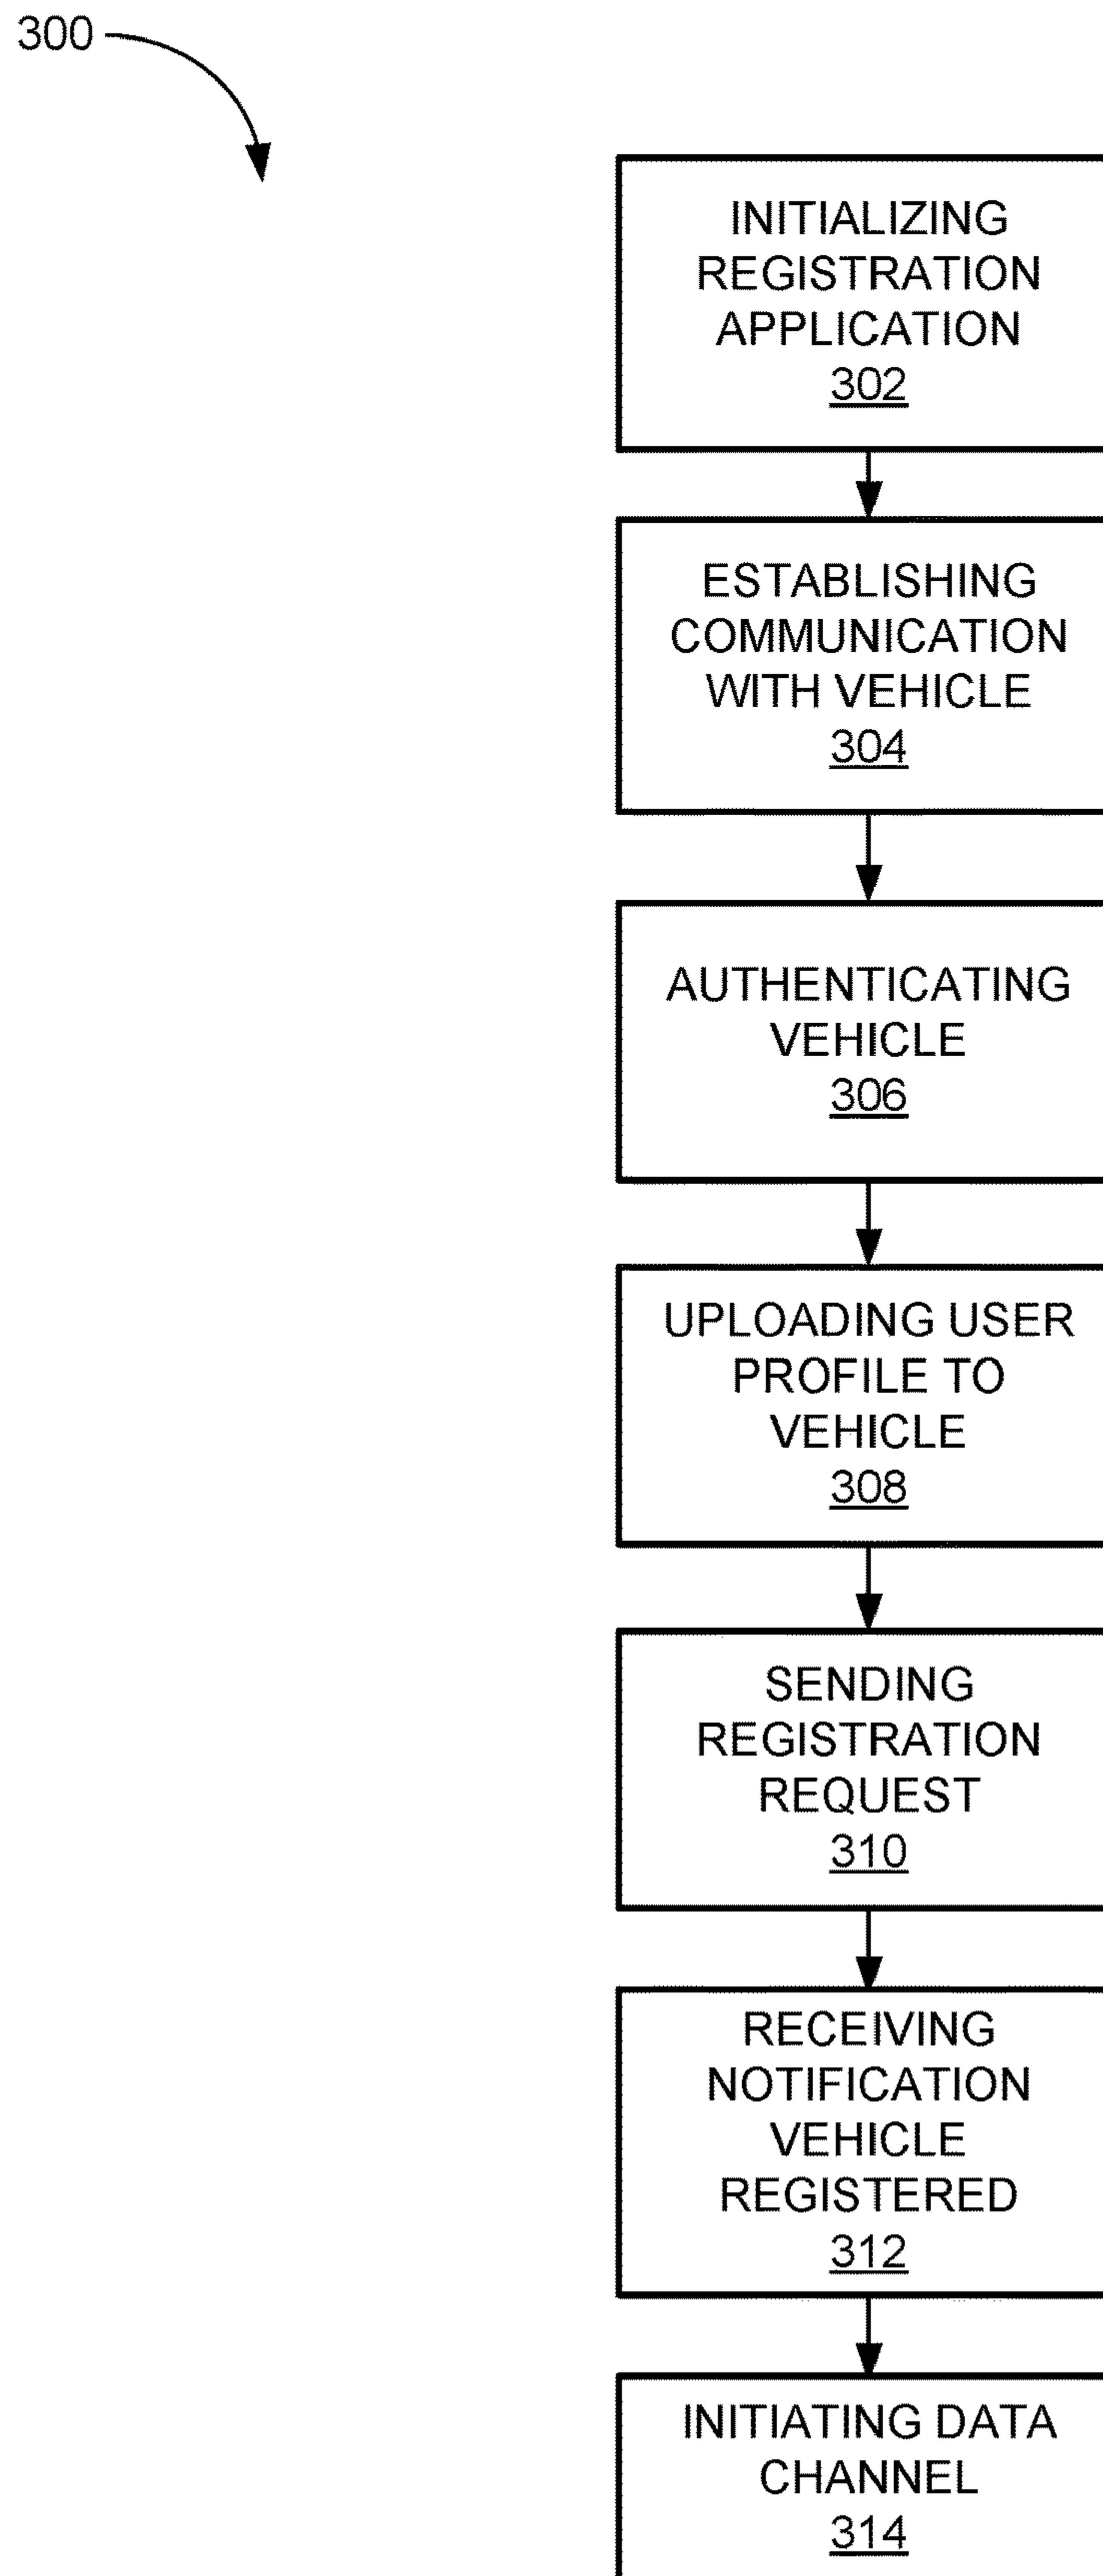 300
INITIALIZING
REGISTRATION
APPLICATION
302
ESTABLISHING
COMMUNICATION
WITH VEHICLE
304
AUTHENTICATING
VEHICLE
306
UPLOADING USER
PROFILE TO
VEHICLE
308
SENDING
REGISTRATION
REQUEST
310
RECEIVING
NOTIFICATION
VEHICLE
REGISTERED
312
INITIATING DATA
CHANNEL
314